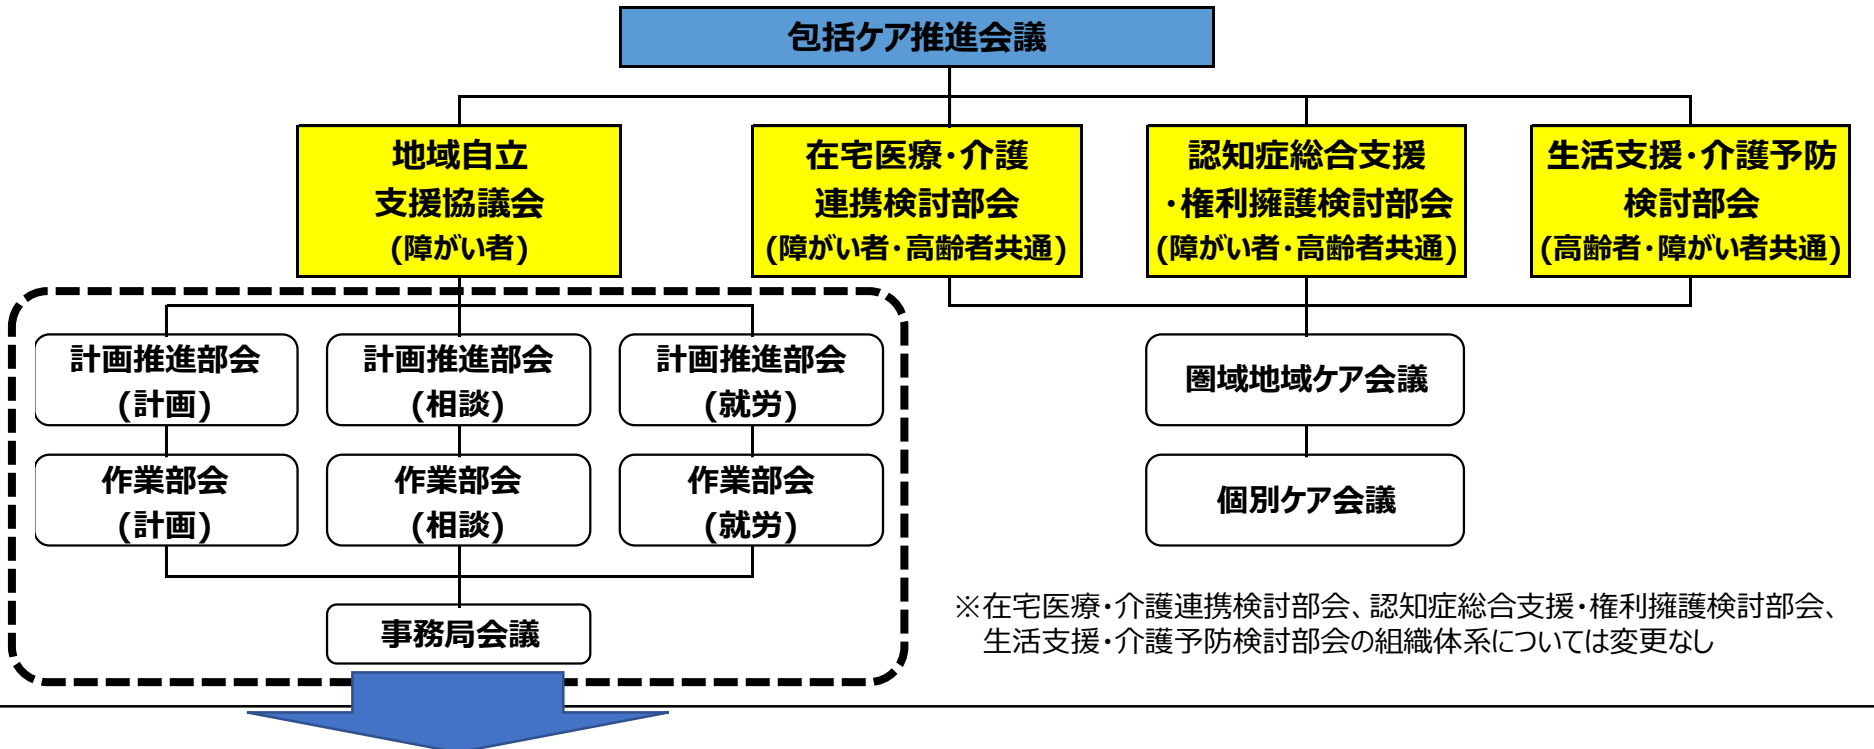 包括ケア推進会議
地域自立
支援協議会
(障がい者)
在宅医療・介護
連携検討部会
(障がい者・高齢者共通)
認知症総合支援
・権利擁護検討部会
(障がい者・高齢者共通)
生活支援・介護予防
検討部会
(高齢者・障がい者共通)
計画推進部会
(計画)
計画推進部会
(相談)
計画推進部会
(就労)
圏域地域ケア会議
作業部会
(計画)
作業部会
(相談)
作業部会
(就労)
個別ケア会議
事務局会議
※在宅医療・介護連携検討部会、認知症総合支援・権利擁護検討部会、
生活支援・介護予防検討部会の組織体系については変更なし